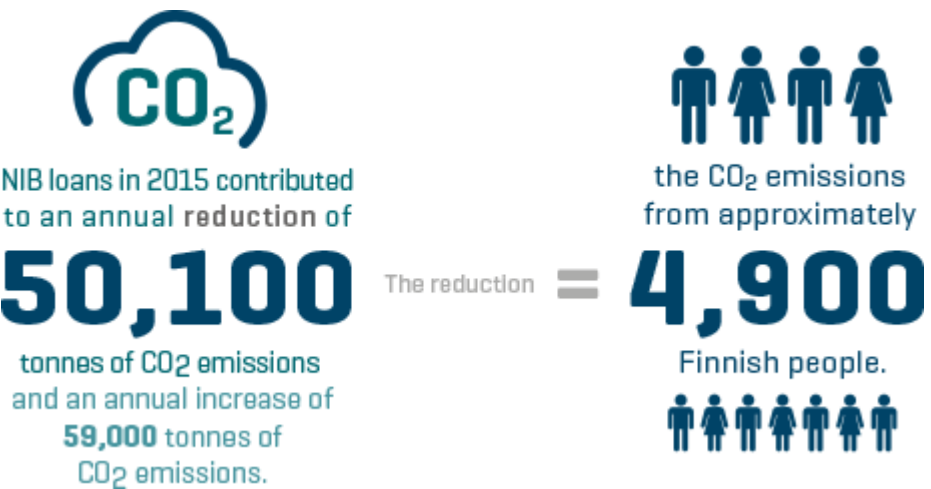 CO₂
NIB loans in 2015 contributed
to an annual reduction of
50,100
tonnes of CO₂ emissions
and an annual increase of
59,000 tonnes of
CO₂ emissions.
The reduction =
the CO₂ emissions
from approximately
4,900
Finnish people.